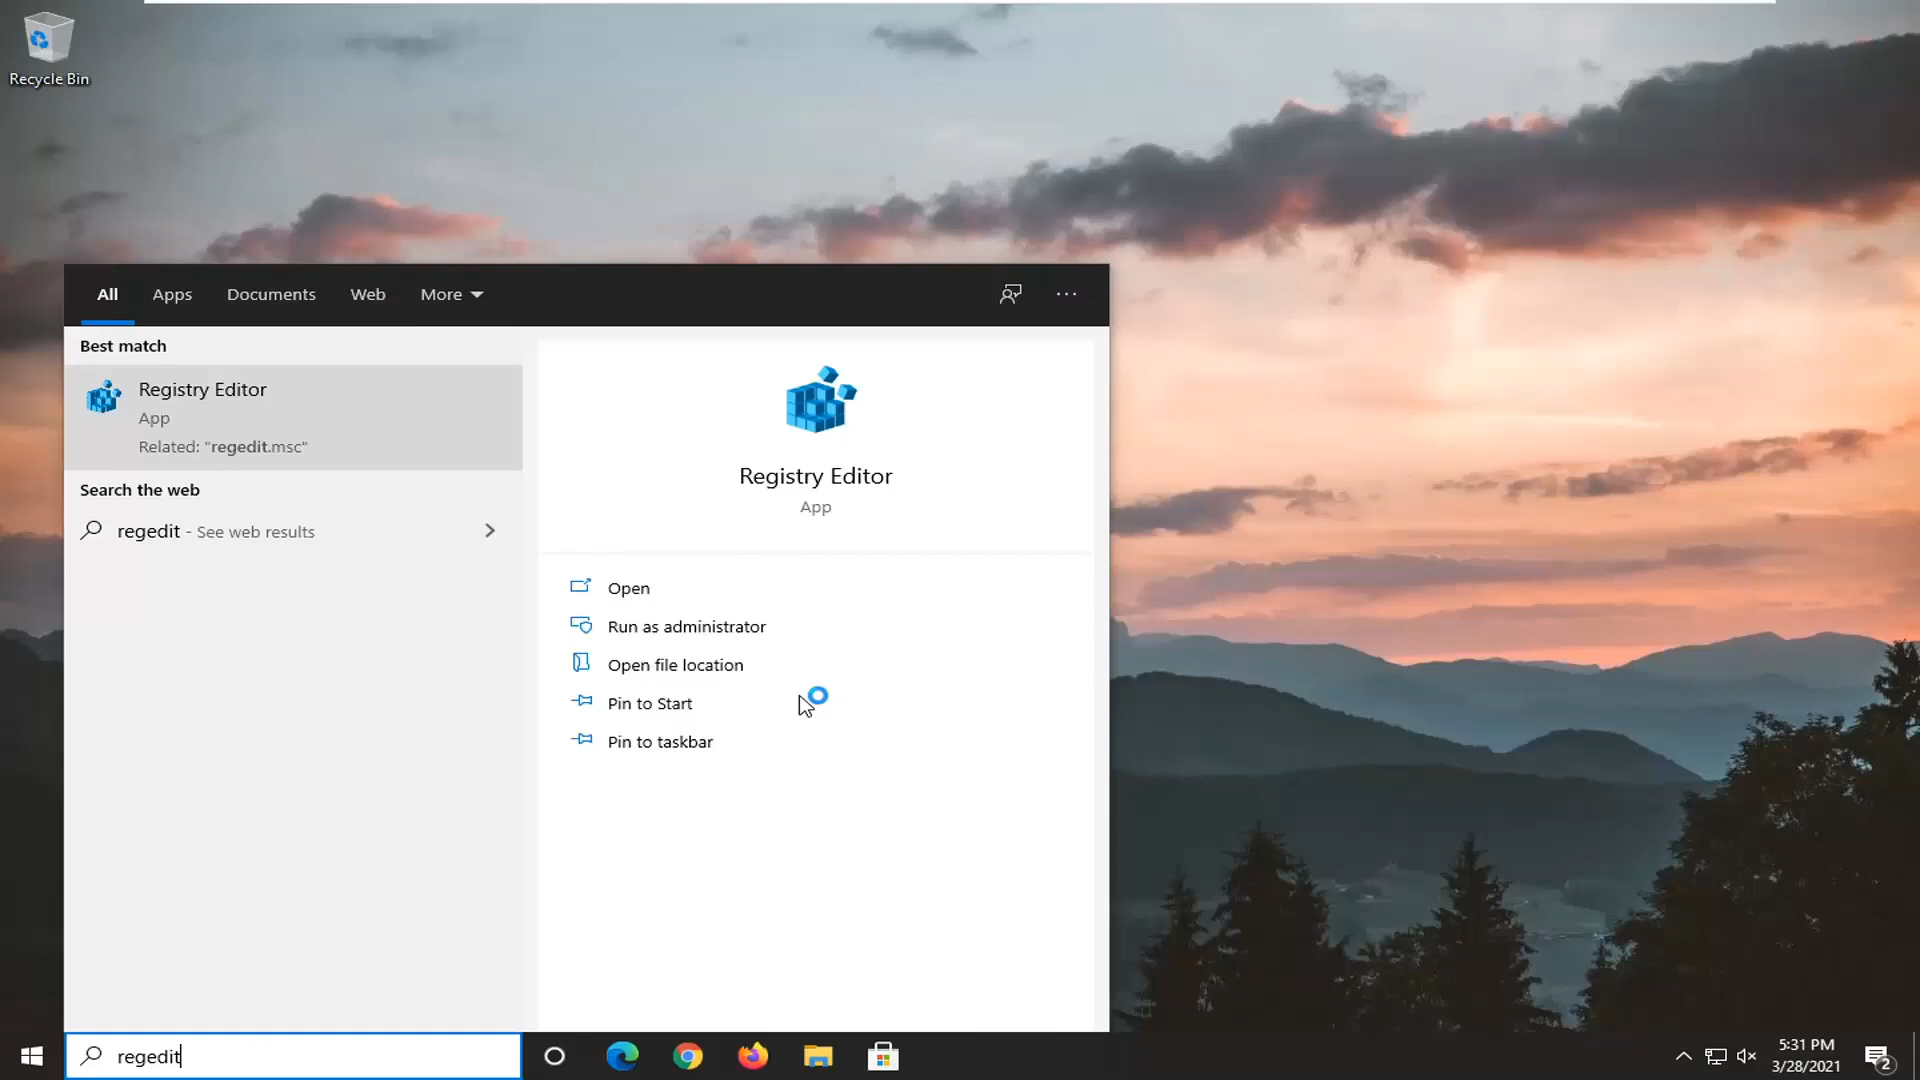 Recycle Bin
All Apps Documents Web More
Best match
Registry Editor
App
Related: "regedit.msc"
Search the web
regedit - See web results
Registry Editor
App
Open
Run as administrator
Open file location
Pin to Start
Pin to taskbar
regedit
5:31 PM
3/28/2021
2